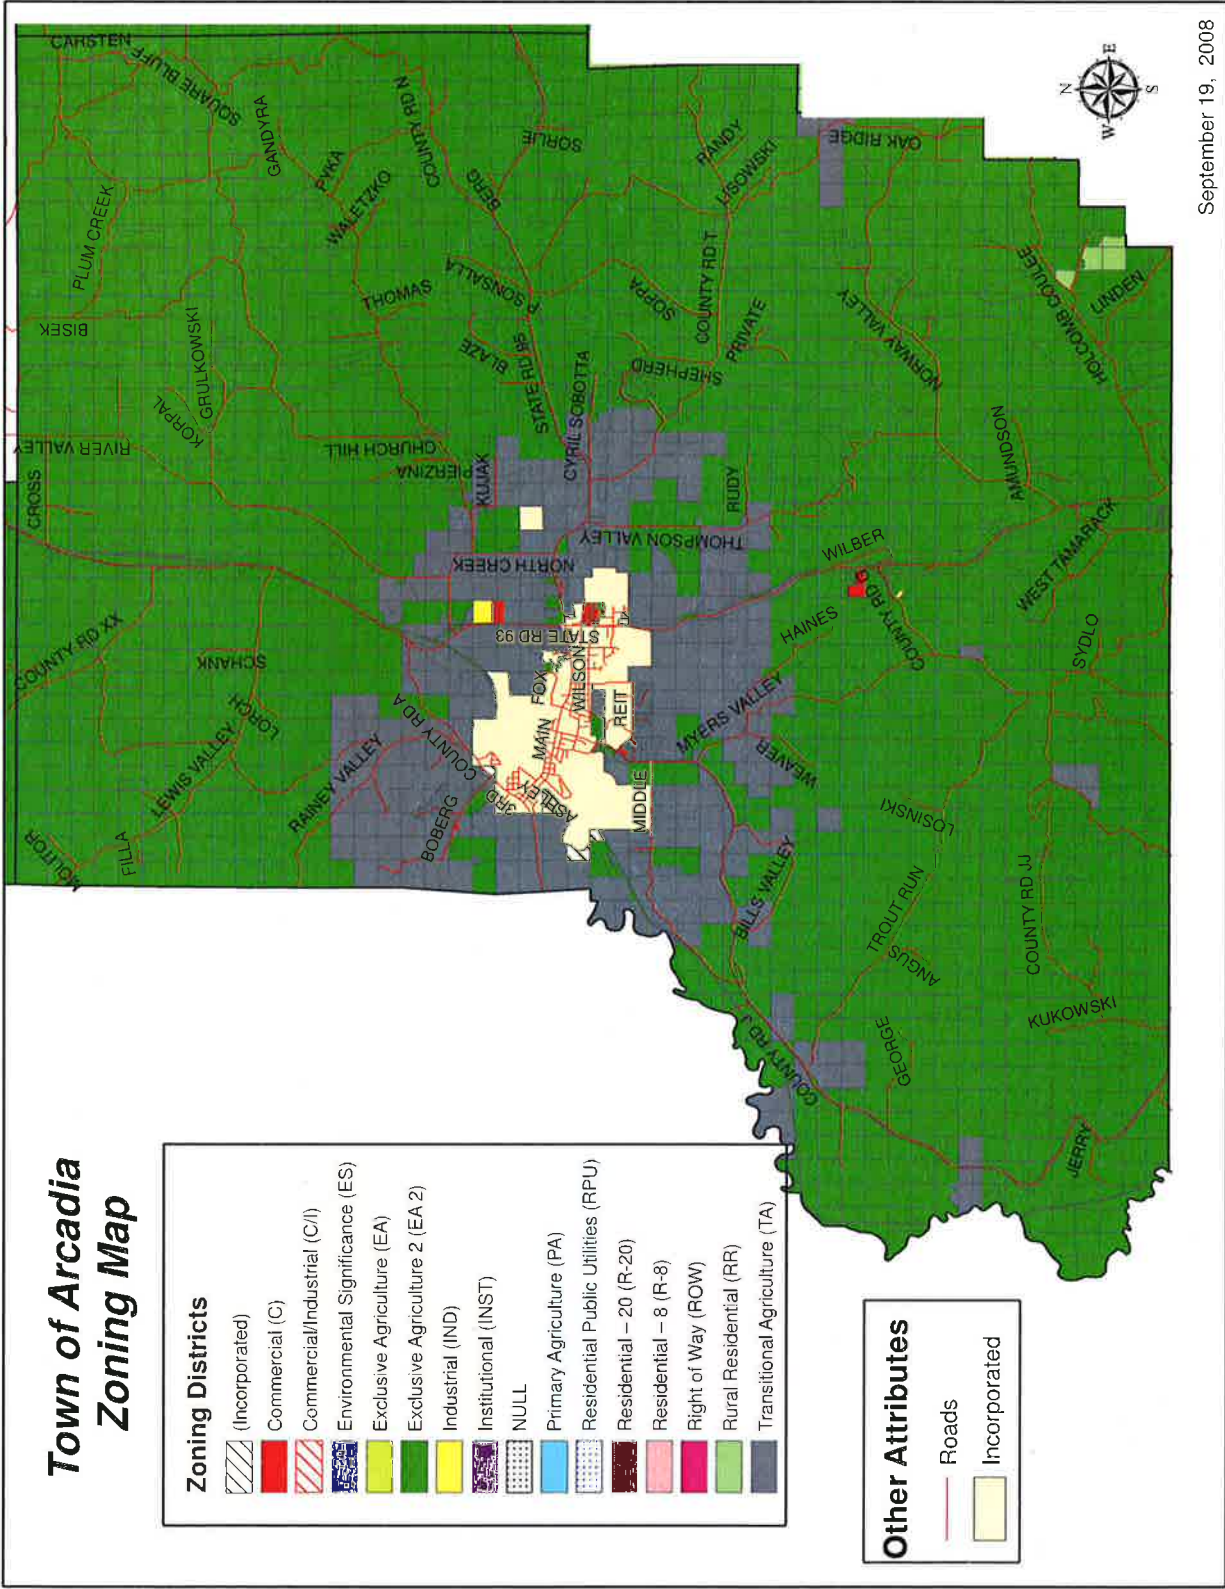 Town of Arcadia
Zoning Map
Zoning Districts
(Incorporated)
Commercial (C)
Commercial/Industrial (C/I)
Environmental Significance (ES)
Exclusive Agriculture (EA)
Exclusive Agriculture 2 (EA 2)
Industrial (IND)
Institutional (INST)
NULL
Primary Agriculture (PA)
Residential Public Utilities (RPU)
Residential – 20 (R-20)
Residential – 8 (R-8)
Right of Way (ROW)
Rural Residential (RR)
Transitional Agriculture (TA)
Other Attributes
Roads
Incorporated
MOLITOR
FILLA
LEWIS VALLEY
COUNTY RD XX
SCHANK
LORCH
CROSS
RIVER VALLEY
BISEK
PLUM CREEK
CARSTEN
SQUARE BLUFF
GANDYRA
KORPAL
GRULKOWSKI
PYKA
WALETZKO
COUNTY RD N
THOMAS
CHURCH HILL
PIERZINA
KUJAK
RAINEY VALLEY
COUNTY RD A
BOBERG
3RD
ASHLEY
MAIN
FOX
WILSON
REIT
MIDDLE
STATE RD 93
NORTH CREEK
BERG
SORLIE
P SONSALLA
BLAZE
STATE RD 95
CYRIL SOBOTTA
SOPPA
SHEPHERD
COUNTY RD T
PRIVATE
RANDY
LISOWSKI
OAK RIDGE
RUDY
THOMPSON VALLEY
WILBER
HAINES
COUNTY RD G
MYERS VALLEY
WEAVER
BILLS VALLEY
LOSINSKI
TROUT RUN
ANGUS
GEORGE
COUNTY RD J
COUNTY RD JJ
KUKOWSKI
JERRY
SYDLO
WEST TAMARACK
AMUNDSON
NORWAY VALLEY
HOLCOMB COULEE
LINDEN
N
W
E
S
September 19, 2008